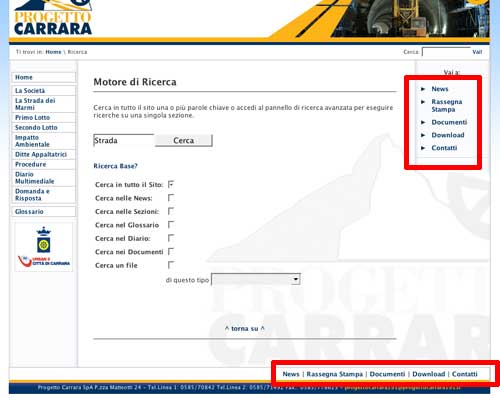 PROGETTO
CARRARA
Ti trovi in: Home \ Ricerca
Cerca:
Vai!
Home
La Società
La Strada dei
Marmi
Primo Lotto
Secondo Lotto
Impatto
Ambientale
Ditte Appaltatrici
Procedure
Diario
Multimediale
Domanda e
Risposta
Glossario
URBAN II
CITTÀ DI CARRARA
Motore di Ricerca
Cerca in tutto il sito una o più parole chiave o accedi al pannello di ricerca avanzata per eseguire
ricerche su una singola sezione.
Strada
Cerca
Ricerca Base?
Cerca in tutto il Sito:
Cerca nelle News:
Cerca nelle Sezioni:
Cerca nel Glossario
Cerca nel Diario:
Cerca nei Documenti
Cerca un file
di questo tipo
^ torna su ^
PROGETTO
CARRARA
Vai a:
News
Rassegna
Stampa
Documenti
Download
Contatti
News | Rassegna Stampa | Documenti | Download | Contatti
Progetto Carrara SpA P.zza Matteotti 24 - Tel.Linea 1: 0585/70842 Tel.Linea 2: